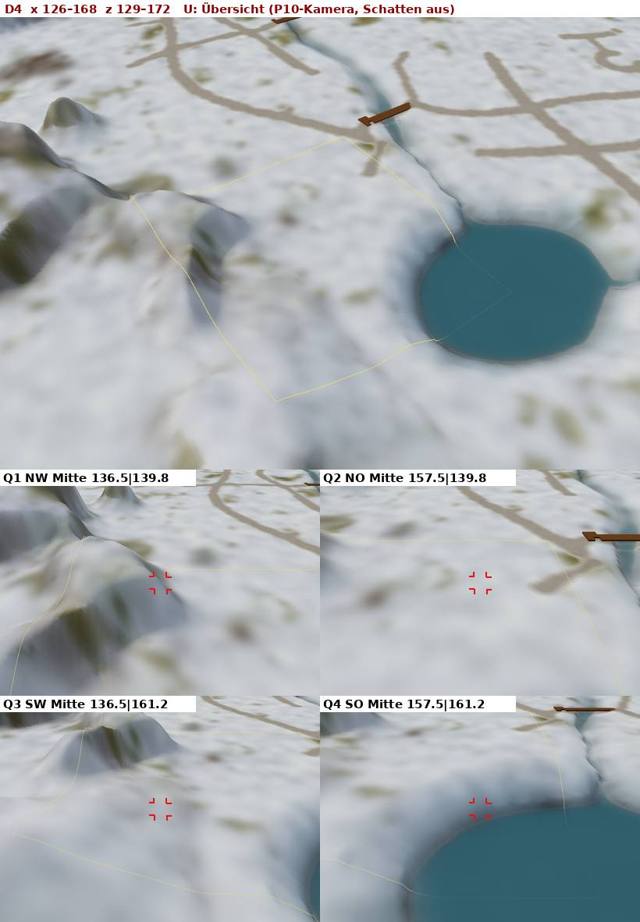 D4  x 126–168  z 129–172   U: Übersicht (P10-Kamera, Schatten aus)
Q1 NW Mitte 136.5|139.8
Q2 NO Mitte 157.5|139.8
Q3 SW Mitte 136.5|161.2
Q4 SO Mitte 157.5|161.2